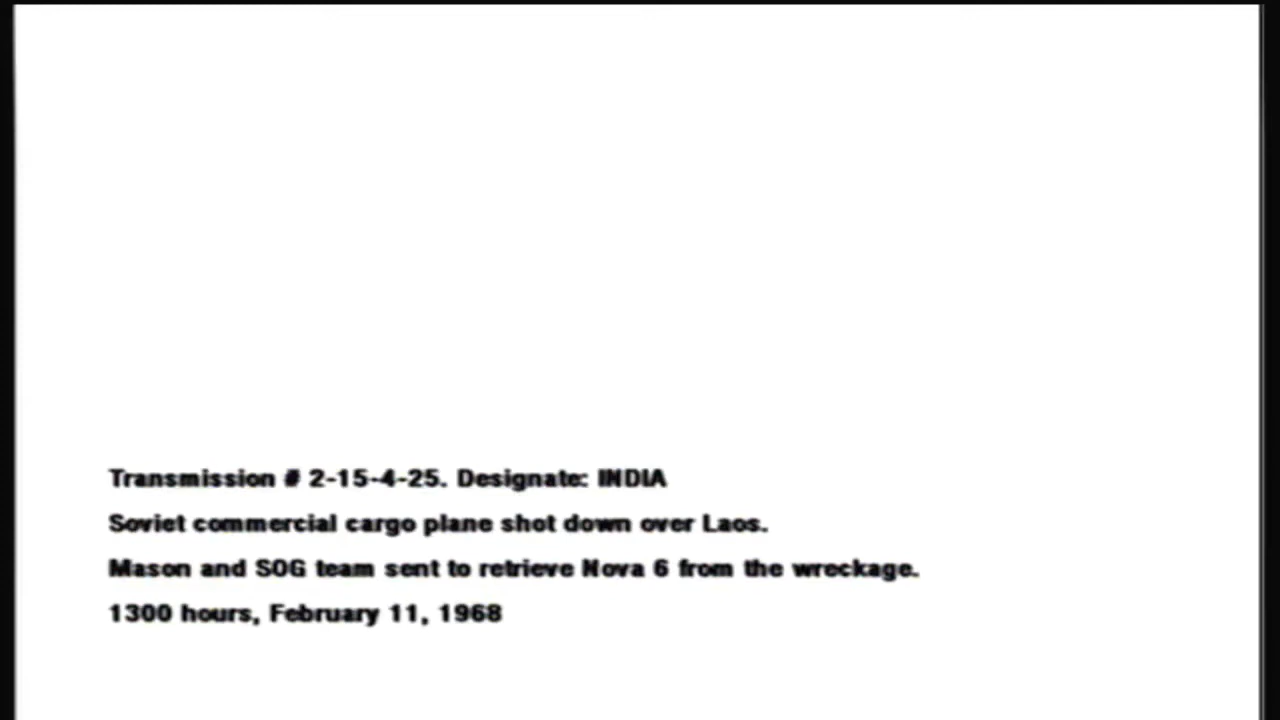 Transmission # 2-15-4-25. Designate: INDIA
Soviet commercial cargo plane shot down over Laos.
Mason and SOG team sent to retrieve Nova 6 from the wreckage.
1300 hours, February 11, 1968